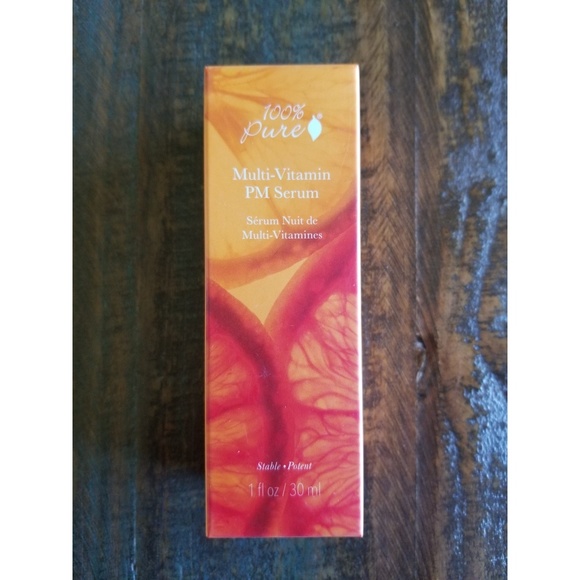 100%
Pure®
Multi-Vitamin
PM Serum
Sérum Nuit de
Multi-Vitamines
Stable • Potent
1 fl oz / 30 ml